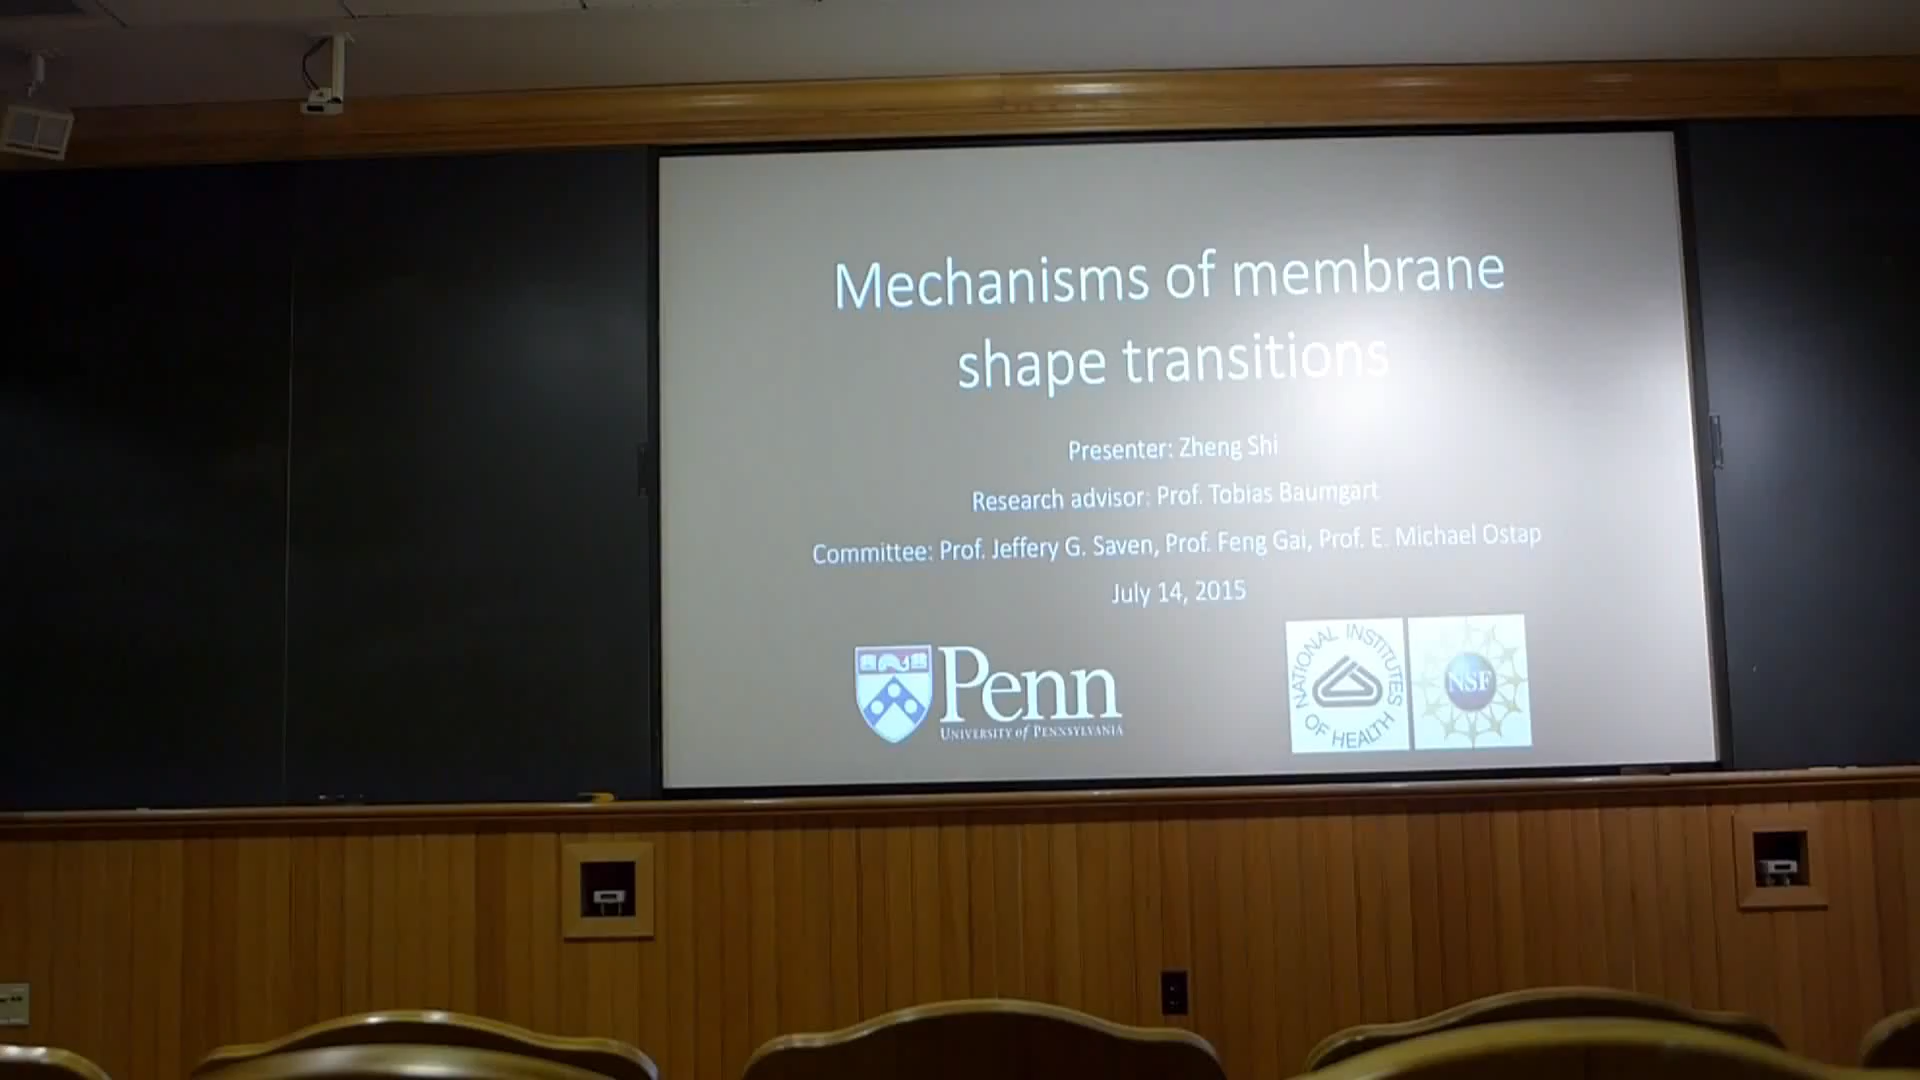 Mechanisms of membrane
shape transitions
Presenter: Zheng Shi
Research advisor: Prof. Tobias Baumgart
Committee: Prof. Jeffery G. Saven, Prof. Feng Gai, Prof. E. Michael Ostap
July 14, 2015
Penn
UNIVERSITY of PENNSYLVANIA
NATIONAL INSTITUTES
OF HEALTH
NSF